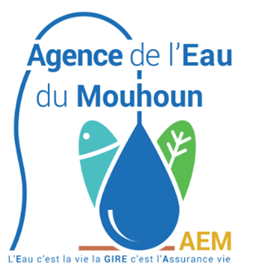 Agence de l'Eau
du Mouhoun
AEM
L'Eau c'est la vie la GIRE c'est l'Assurance vie